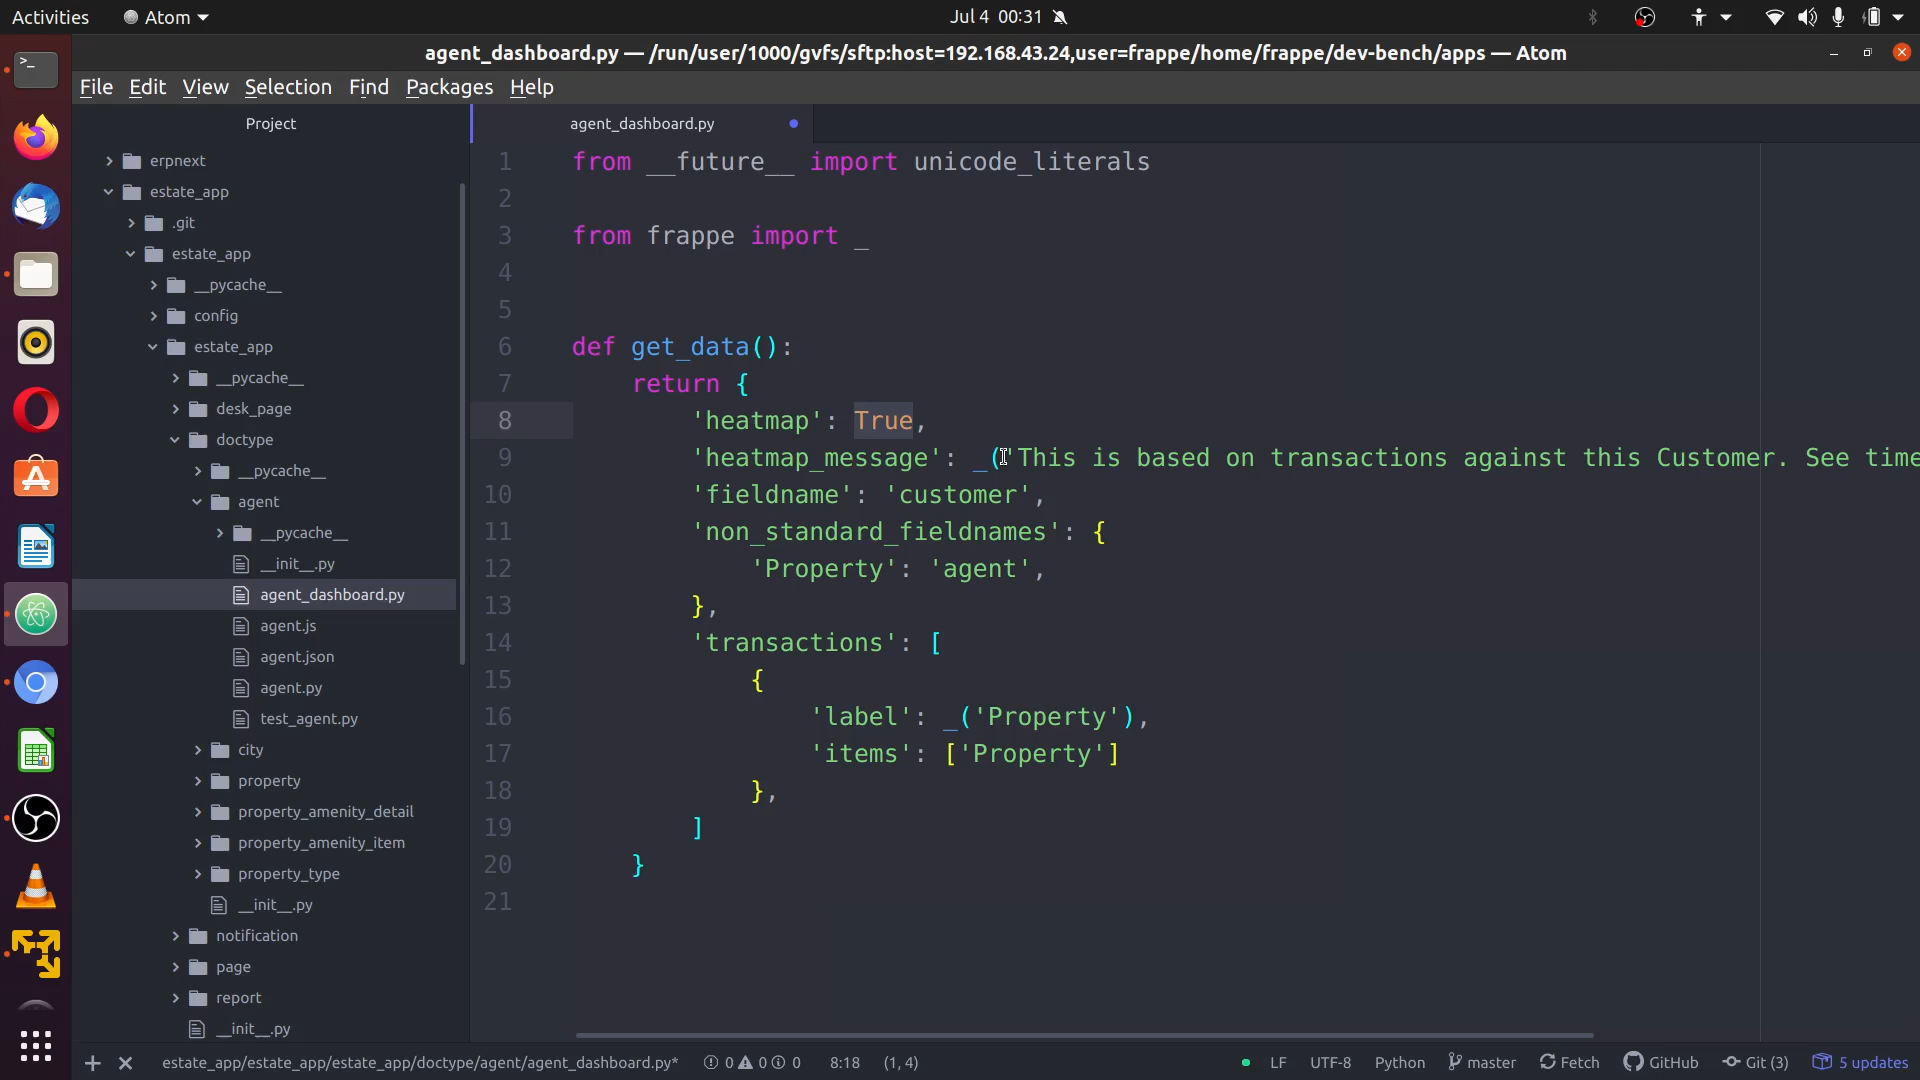 Activities Atom Jul 4 00:31
agent_dashboard.py — /run/user/1000/gvfs/sftp:host=192.168.43.24,user=frappe/home/frappe/dev-bench/apps — Atom
File Edit View Selection Find Packages Help
Project
erpnext
estate_app
.git
estate_app
__pycache__
config
estate_app
__pycache__
desk_page
doctype
__pycache__
agent
__pycache__
__init__.py
agent_dashboard.py
agent.js
agent.json
agent.py
test_agent.py
city
property
property_amenity_detail
property_amenity_item
property_type
__init__.py
notification
page
report
__init__.py
agent_dashboard.py
1 from __future__ import unicode_literals
2
3 from frappe import _
4
5
6 def get_data():
7 return {
8 'heatmap': True,
9 'heatmap_message': _('This is based on transactions against this Customer. See time
10 'fieldname': 'customer',
11 'non_standard_fieldnames': {
12 'Property': 'agent',
13 },
14 'transactions': [
15 {
16 'label': _('Property'),
17 'items': ['Property']
18 },
19 ]
20 }
21
estate_app/estate_app/estate_app/doctype/agent/agent_dashboard.py* 0 0 0 8:18 (1, 4) LF UTF-8 Python master Fetch GitHub Git (3) 5 updates